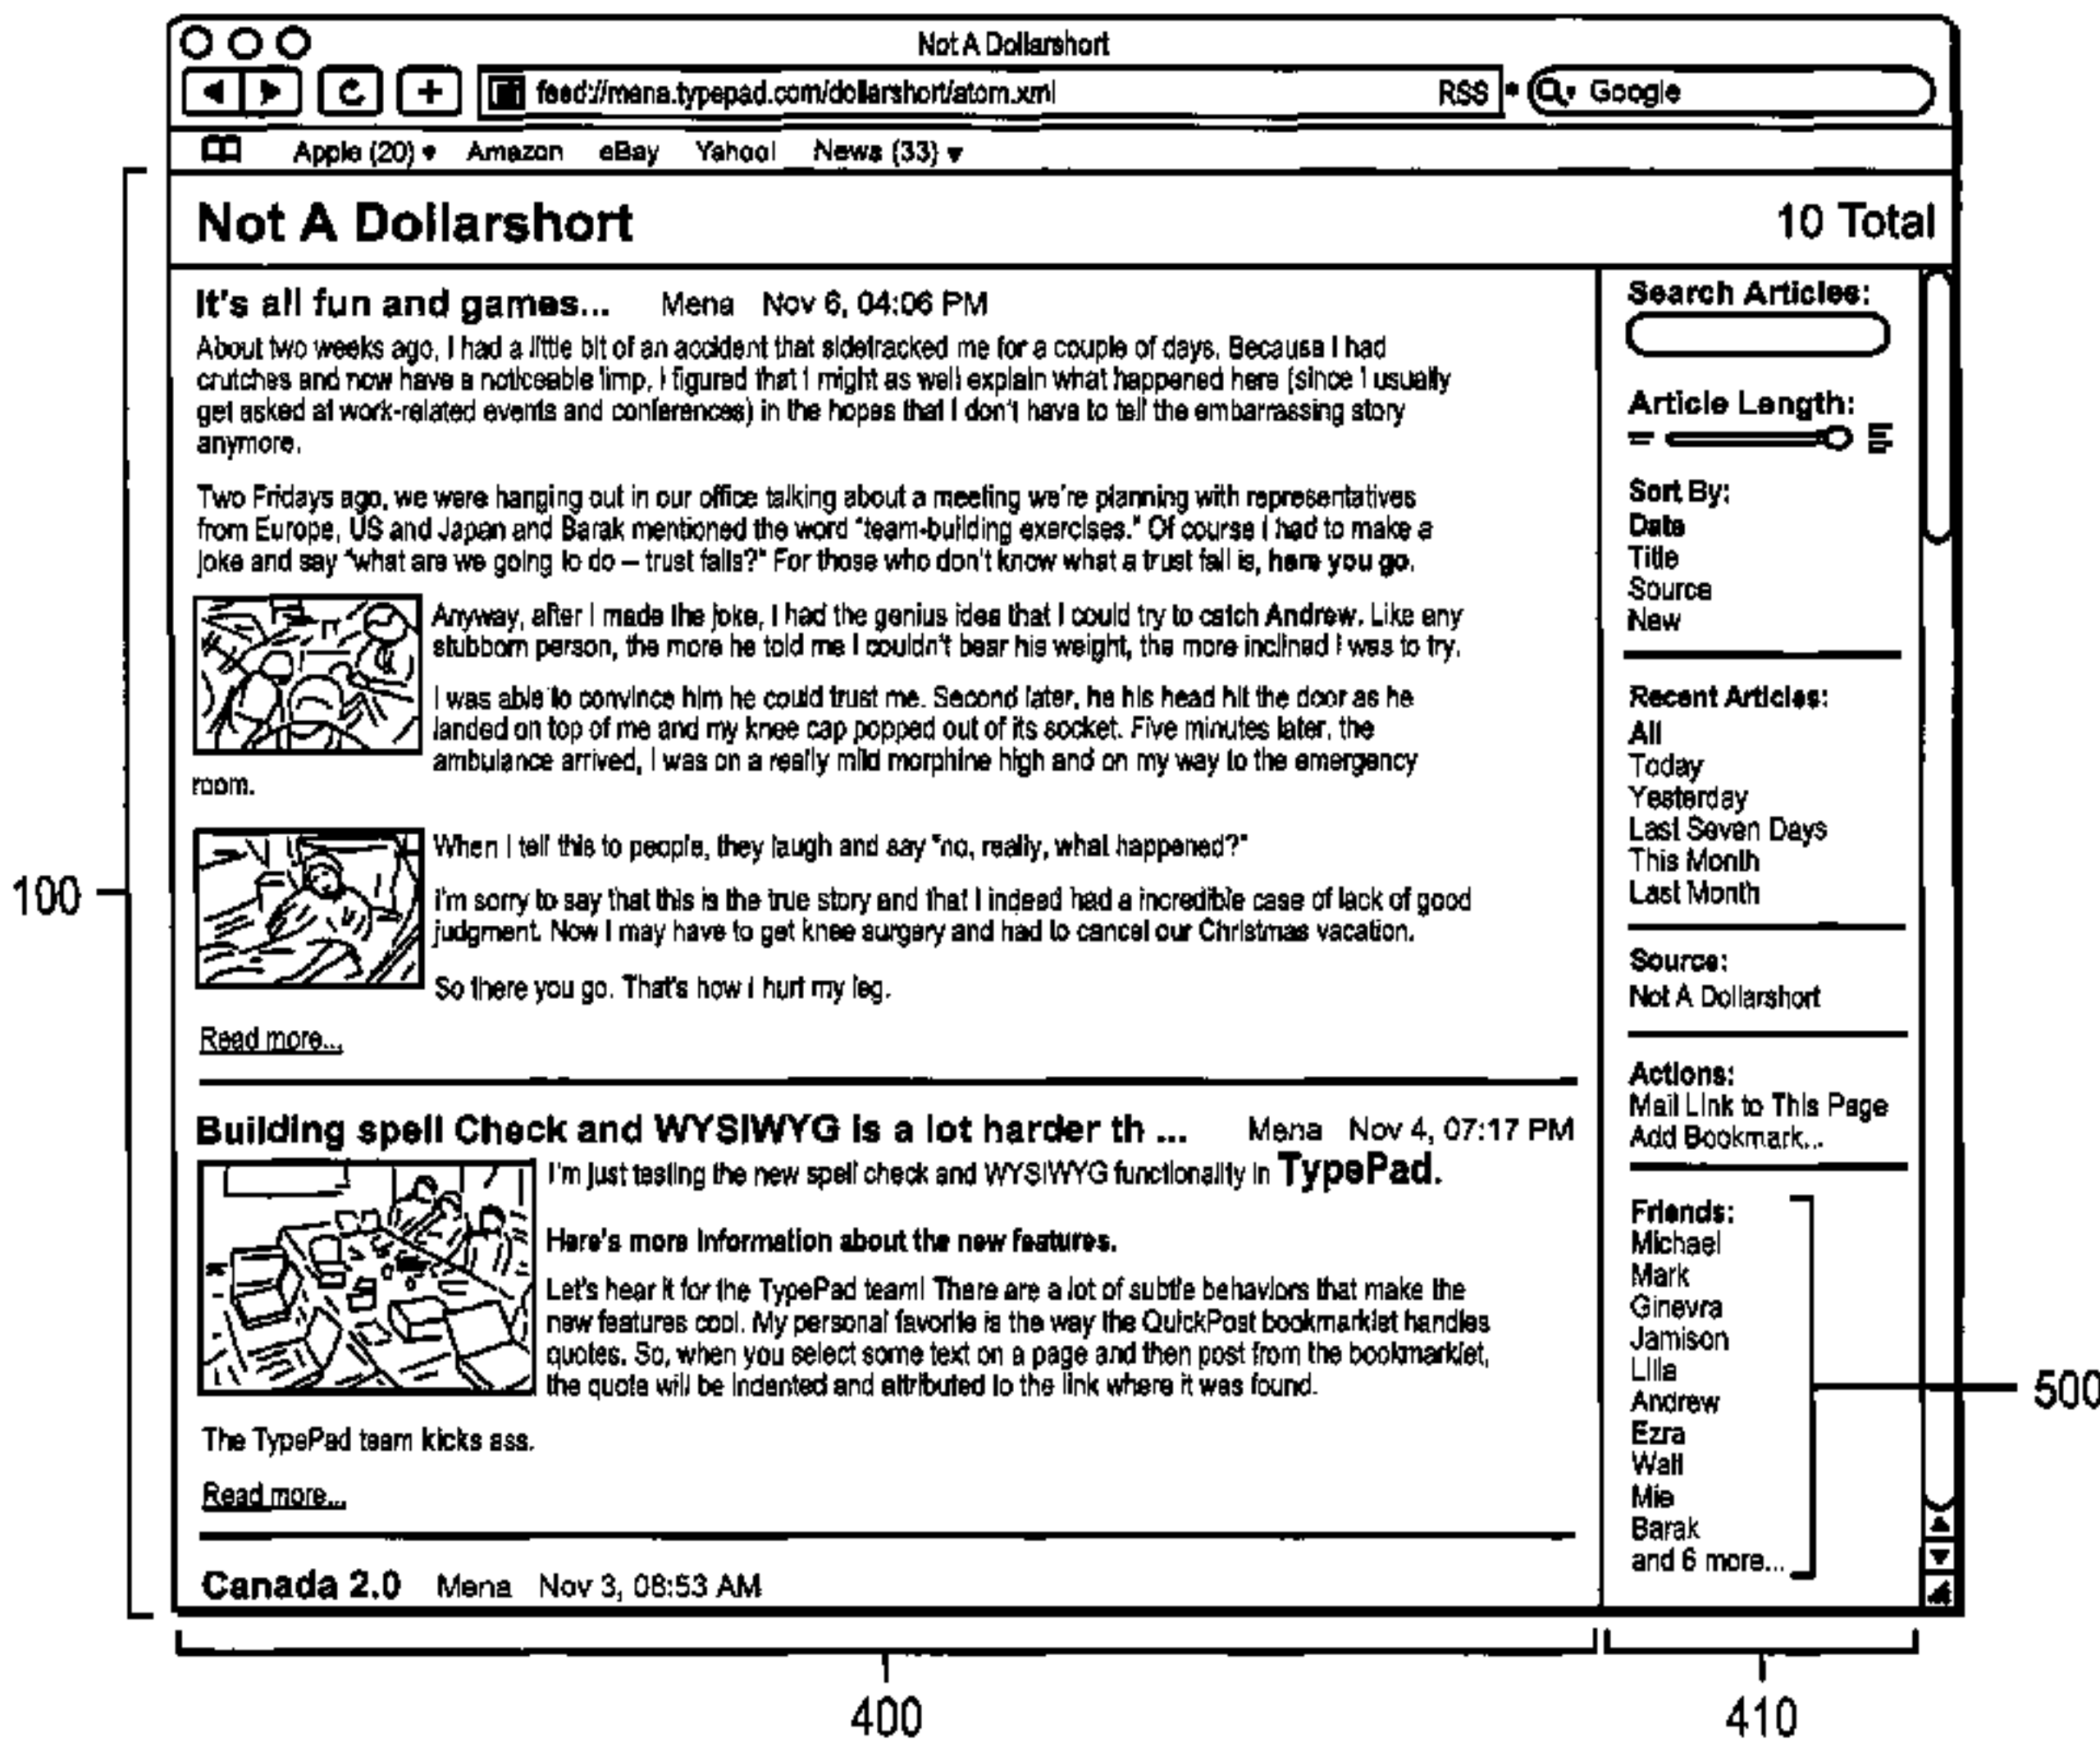 Not A Dollarshort
feed://mena.typepad.com/dollarshort/atom.xml RSS Google
Apple (20) Amazon eBay Yahoo! News (33)
Not A Dollarshort 10 Total
It's all fun and games... Mena Nov 6, 04:06 PM
About two weeks ago, I had a little bit of an accident that sidetracked me for a couple of days. Because I had
crutches and now have a noticeable limp, I figured that I might as well explain what happened here (since I usually
get asked at work-related events and conferences) in the hopes that I don't have to tell the embarrassing story
anymore.
Two Fridays ago, we were hanging out in our office talking about a meeting we're planning with representatives
from Europe, US and Japan and Barak mentioned the word "team-building exercises." Of course I had to make a
joke and say "what are we going to do – trust falls?" For those who don't know what a trust fall is, here you go.
Anyway, after I made the joke, I had the genius idea that I could try to catch Andrew. Like any
stubborn person, the more he told me I couldn't bear his weight, the more inclined I was to try.
I was able to convince him he could trust me. Second later, he his head hit the door as he
landed on top of me and my knee cap popped out of its socket. Five minutes later, the
ambulance arrived, I was on a really mild morphine high and on my way to the emergency
room.
When I tell this to people, they laugh and say "no, really, what happened?"
I'm sorry to say that this is the true story and that I indeed had a incredible case of lack of good
judgment. Now I may have to get knee surgery and had to cancel our Christmas vacation.
So there you go. That's how I hurt my leg.
Read more...
Building spell Check and WYSIWYG is a lot harder th ... Mena Nov 4, 07:17 PM
I'm just testing the new spell check and WYSIWYG functionality in TypePad.
Here's more information about the new features.
Let's hear it for the TypePad team! There are a lot of subtle behaviors that make the
new features cool. My personal favorite is the way the QuickPost bookmarklet handles
quotes. So, when you select some text on a page and then post from the bookmarklet,
the quote will be indented and attributed to the link where it was found.
The TypePad team kicks ass.
Read more...
Canada 2.0 Mena Nov 3, 08:53 AM
Search Articles:
Article Length:
Sort By:
Date
Title
Source
New
Recent Articles:
All
Today
Yesterday
Last Seven Days
This Month
Last Month
Source:
Not A Dollarshort
Actions:
Mail Link to This Page
Add Bookmark...
Friends:
Michael
Mark
Ginevra
Jamison
Lilia
Andrew
Ezra
Walt
Mie
Barak
and 6 more...
100
500
400
410